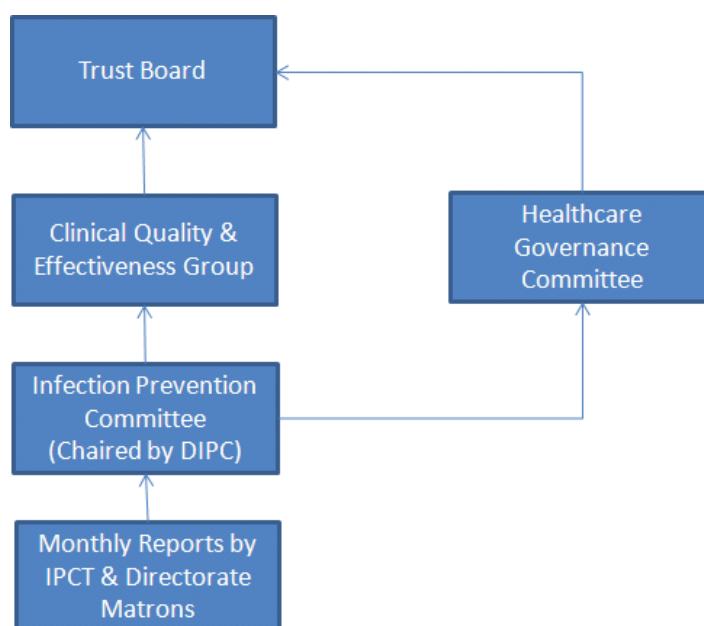 Trust Board
Clinical Quality &
Effectiveness Group
Healthcare
Governance
Committee
Infection Prevention
Committee
(Chaired by DIPC)
Monthly Reports by
IPCT & Directorate
Matrons